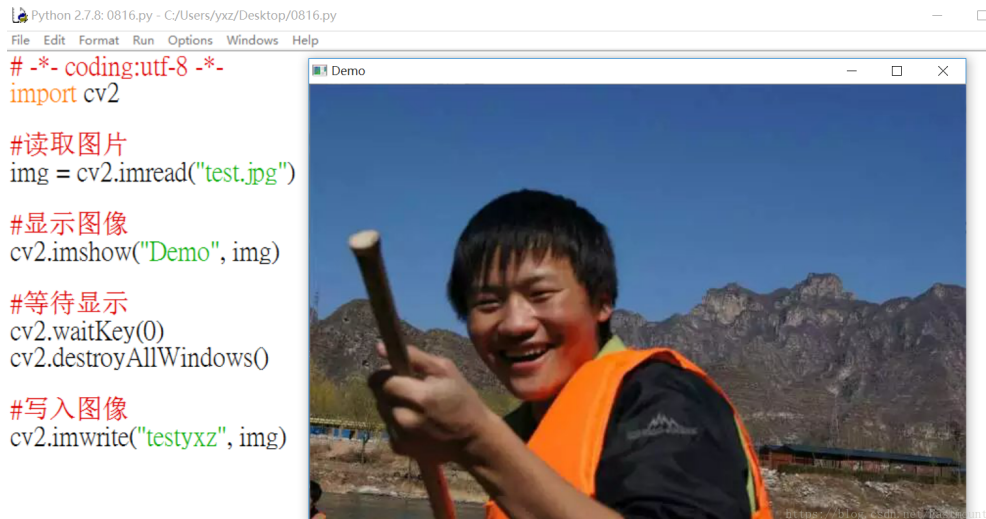 Python 2.7.8: 0816.py - C:/Users/yxz/Desktop/0816.py
File Edit Format Run Options Windows Help
# -*- coding:utf-8 -*-
import cv2
#读取图片
img = cv2.imread("test.jpg")
#显示图像
cv2.imshow("Demo", img)
#等待显示
cv2.waitKey(0)
cv2.destroyAllWindows()
#写入图像
cv2.imwrite("testyxz", img)
Demo